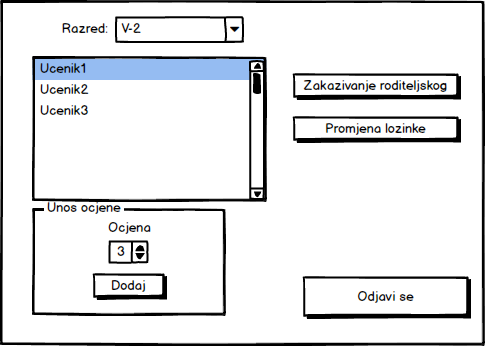 Razred: V-2
Ucenik1
Ucenik2
Ucenik3
Zakazivanje roditeljskog
Promjena lozinke
Unos ocjene
Ocjena
3
Dodaj
Odjavi se